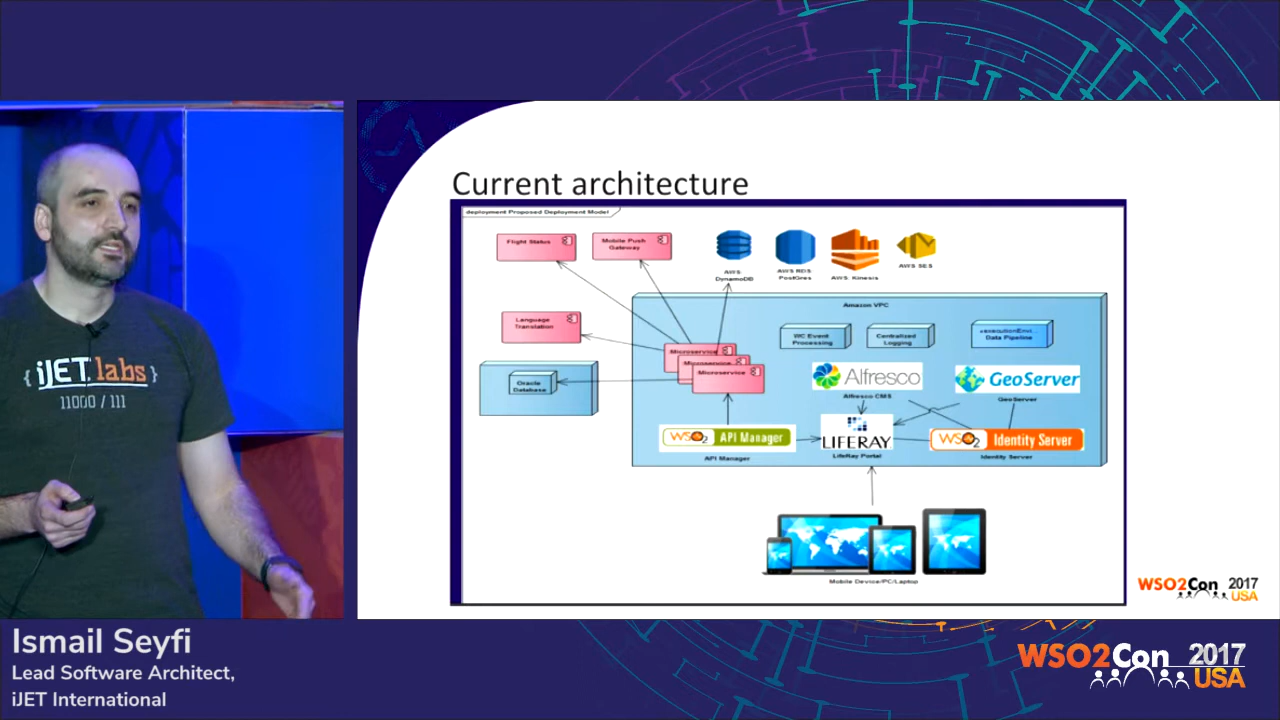 Current architecture
deployment Proposed Deployment Model
Flight Status
Mobile Push
Gateway
AWS
DynamoDB
AWS RDS
PostGres
AWS Kinesis
AWS SES
Amazon VPC
Language
Translation
Event
Processing
Centralized
Logging
Data Pipeline
Microservice
Microservice
Microservice
Oracle
Database
Alfresco
Alfresco CMS
GeoServer
GeoServer
WSO2 API Manager
API Manager
LIFERAY
LifeRay Portal
WSO2 Identity Server
Identity Server
Mobile Device/PC/Laptop
WSO2Con 2017
USA
{ iJET labs }
11000 / 111
Ismail Seyfi
Lead Software Architect,
iJET International
WSO2Con 2017
USA